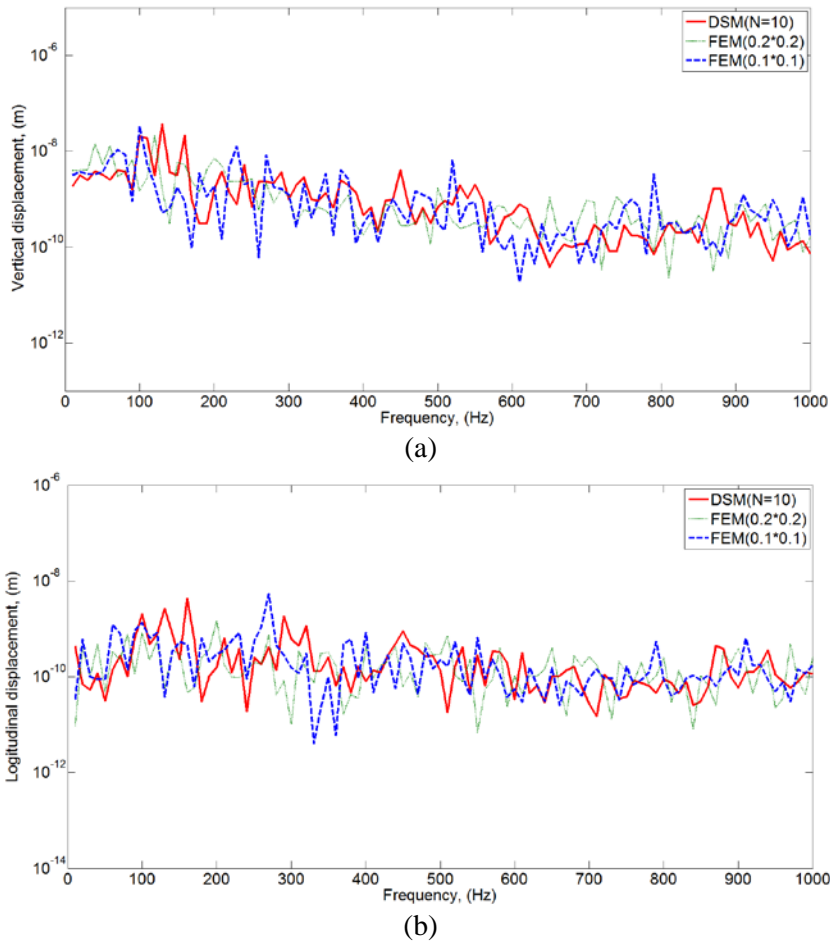 10^-6
10^-8
10^-10
10^-12
Vertical displacement, (m)
DSM(N=10)
FEM(0.2*0.2)
FEM(0.1*0.1)
0 100 200 300 400 500 600 700 800 900 1000
Frequency, (Hz)
(a)
10^-6
10^-8
10^-10
10^-12
10^-14
Logitudinal displacement, (m)
DSM(N=10)
FEM(0.2*0.2)
FEM(0.1*0.1)
0 100 200 300 400 500 600 700 800 900 1000
Frequency, (Hz)
(b)